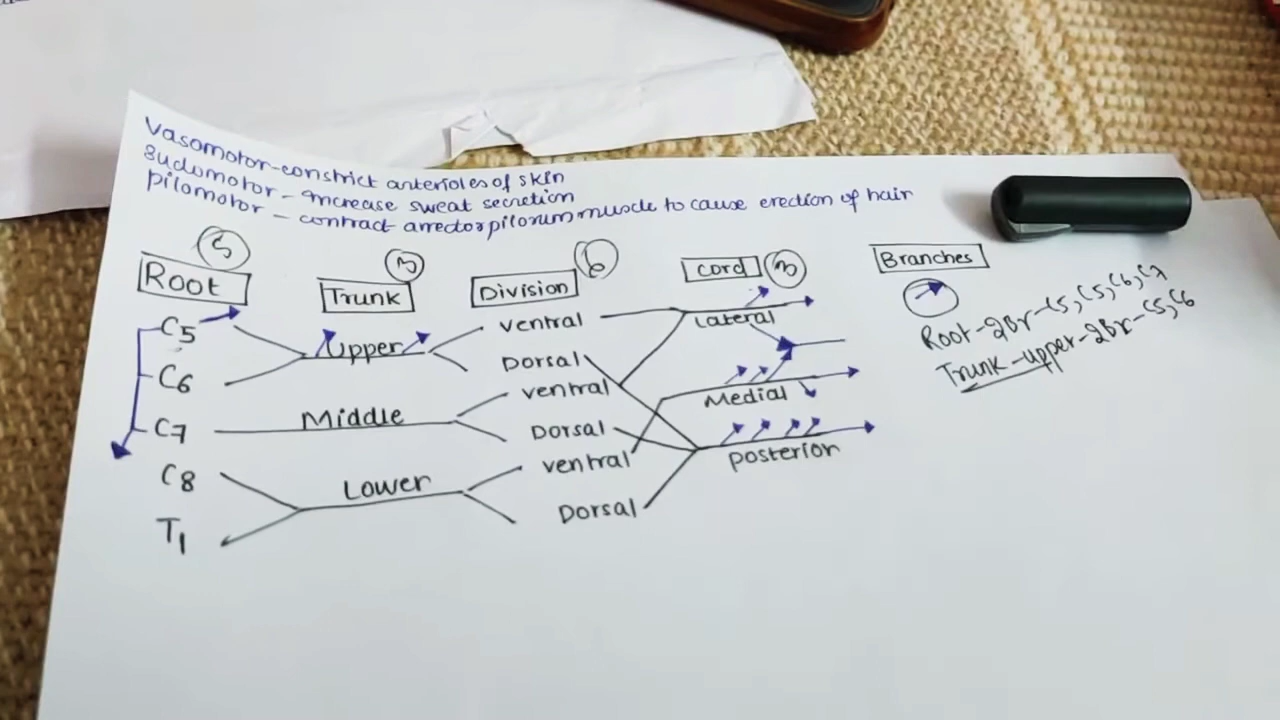 Vasomotor-constrict arterioles of skin
Sudomotor - increase sweat secretion
pilomotor - contract arrector pilorum muscle to cause erection of hair
5 3 6 3
Root Trunk Division cord Branches
C5 Upper ventral Lateral
Root-2Br-C5, C5, C6, C7
Trunk-upper-2Br-C5, C6
C6 Dorsal
ventral Medial
C7 Middle Dorsal posterior
C8 Lower ventral
T1 Dorsal